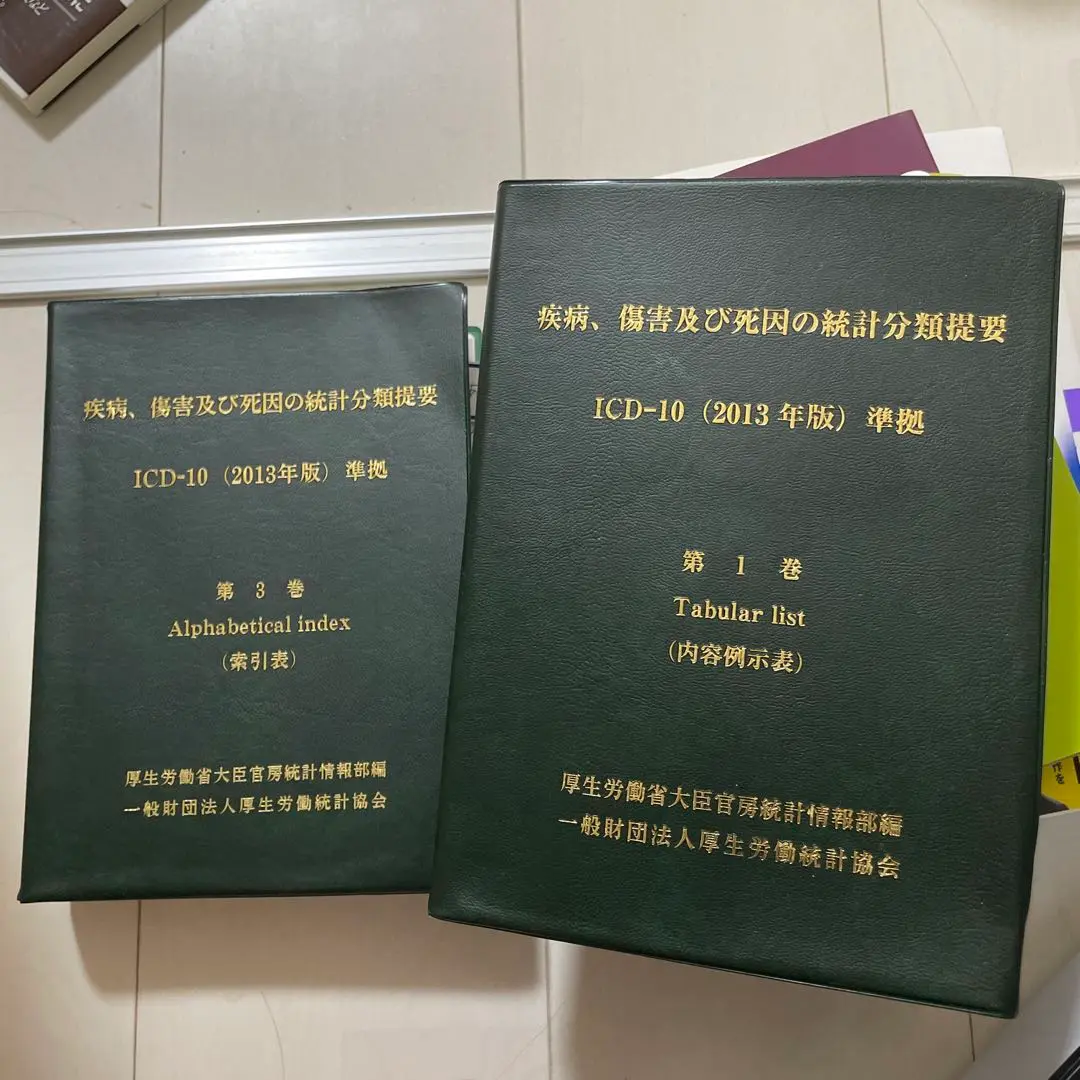 疾病、傷害及び死因の統計分類提要
ICD-10（2013年版）準拠
第 3 巻
Alphabetical index
（索引表）
厚生労働省大臣官房統計情報部編
一般財団法人厚生労働統計協会
疾病、傷害及び死因の統計分類提要
ICD-10（2013年版）準拠
第 1 巻
Tabular list
（内容例示表）
厚生労働省大臣官房統計情報部編
一般財団法人厚生労働統計協会